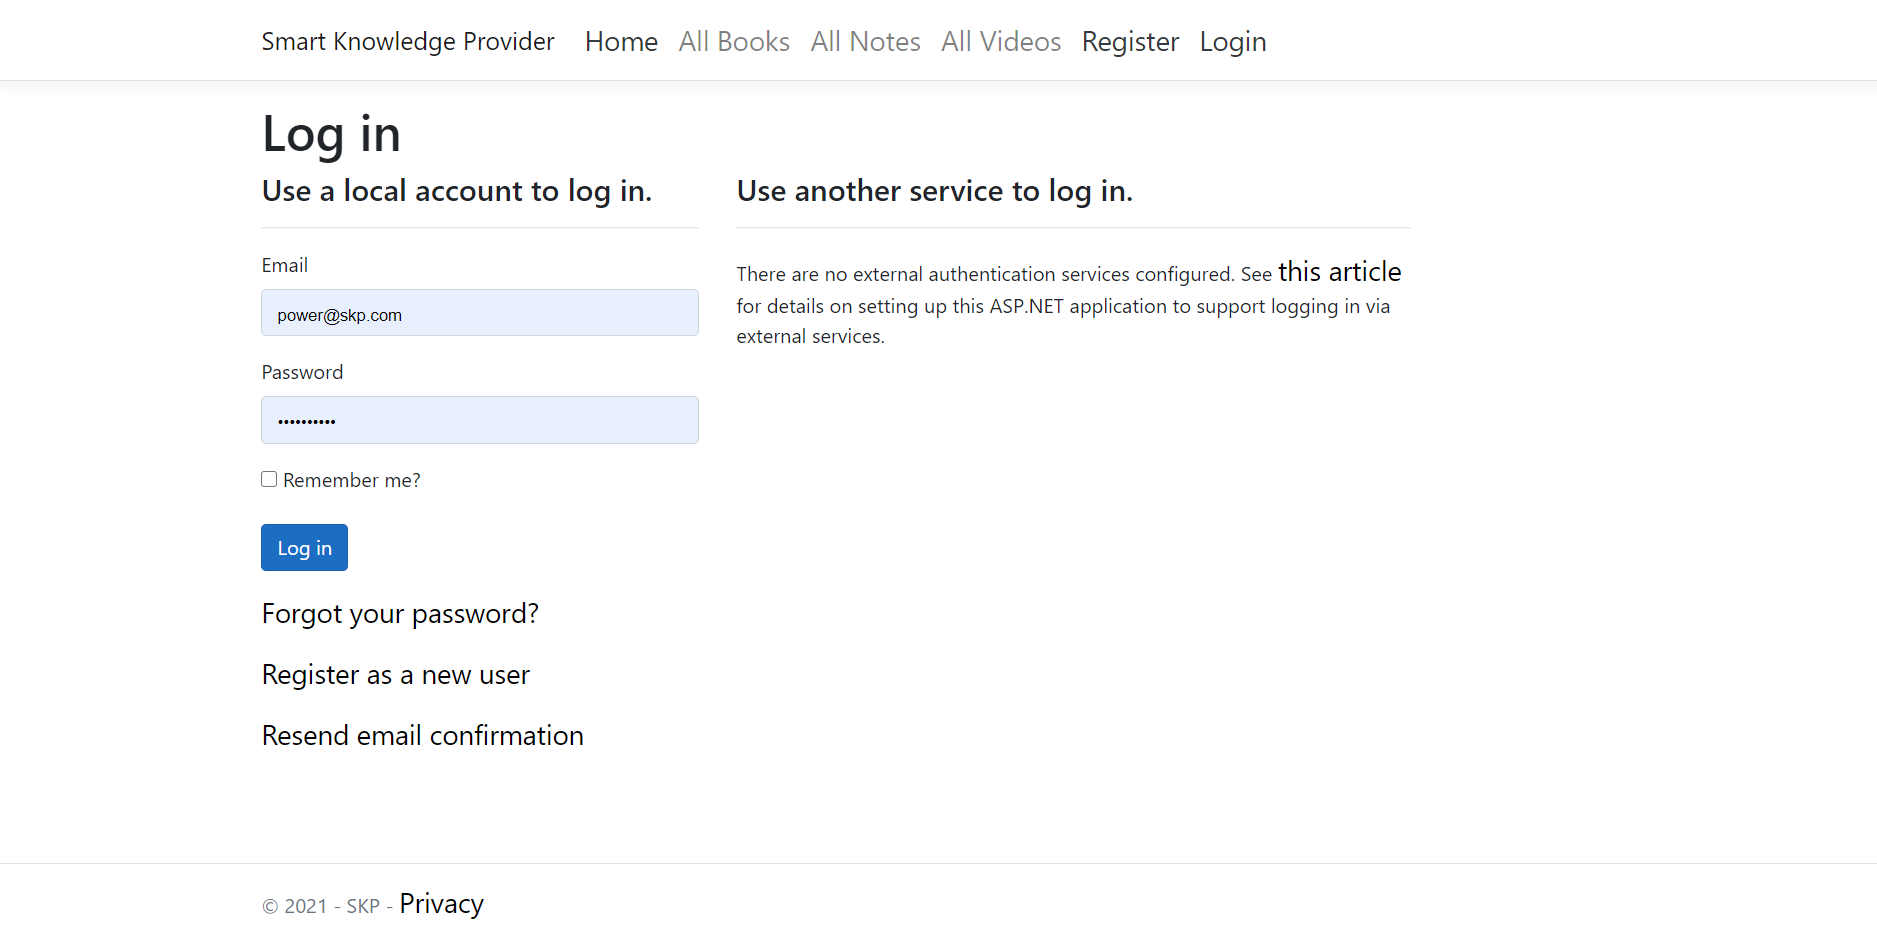 Smart Knowledge Provider Home All Books All Notes All Videos Register Login
Log in
Use a local account to log in.
Email
power@skp.com
Password
••••••••••
Remember me?
Log in
Forgot your password?
Register as a new user
Resend email confirmation
Use another service to log in.
There are no external authentication services configured. See this article
for details on setting up this ASP.NET application to support logging in via
external services.
© 2021 - SKP - Privacy